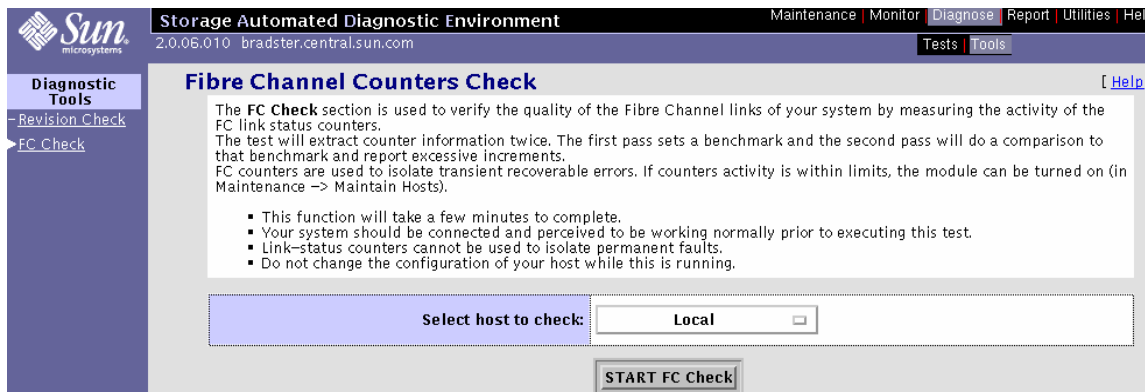 Sun
microsystems
Storage Automated Diagnostic Environment
Maintenance | Monitor | Diagnose | Report | Utilities | Hel
2.0.06.010 bradster.central.sun.com
Tests | Tools
Diagnostic
Tools
Revision Check
FC Check
Fibre Channel Counters Check
[ Help
The FC Check section is used to verify the quality of the Fibre Channel links of your system by measuring the activity of the
FC link status counters.
The test will extract counter information twice. The first pass sets a benchmark and the second pass will do a comparison to
that benchmark and report excessive increments.
FC counters are used to isolate transient recoverable errors. If counters activity is within limits, the module can be turned on (in
Maintenance -> Maintain Hosts).
▪ This function will take a few minutes to complete.
▪ Your system should be connected and perceived to be working normally prior to executing this test.
▪ Link-status counters cannot be used to isolate permanent faults.
▪ Do not change the configuration of your host while this is running.
Select host to check:
Local
START FC Check